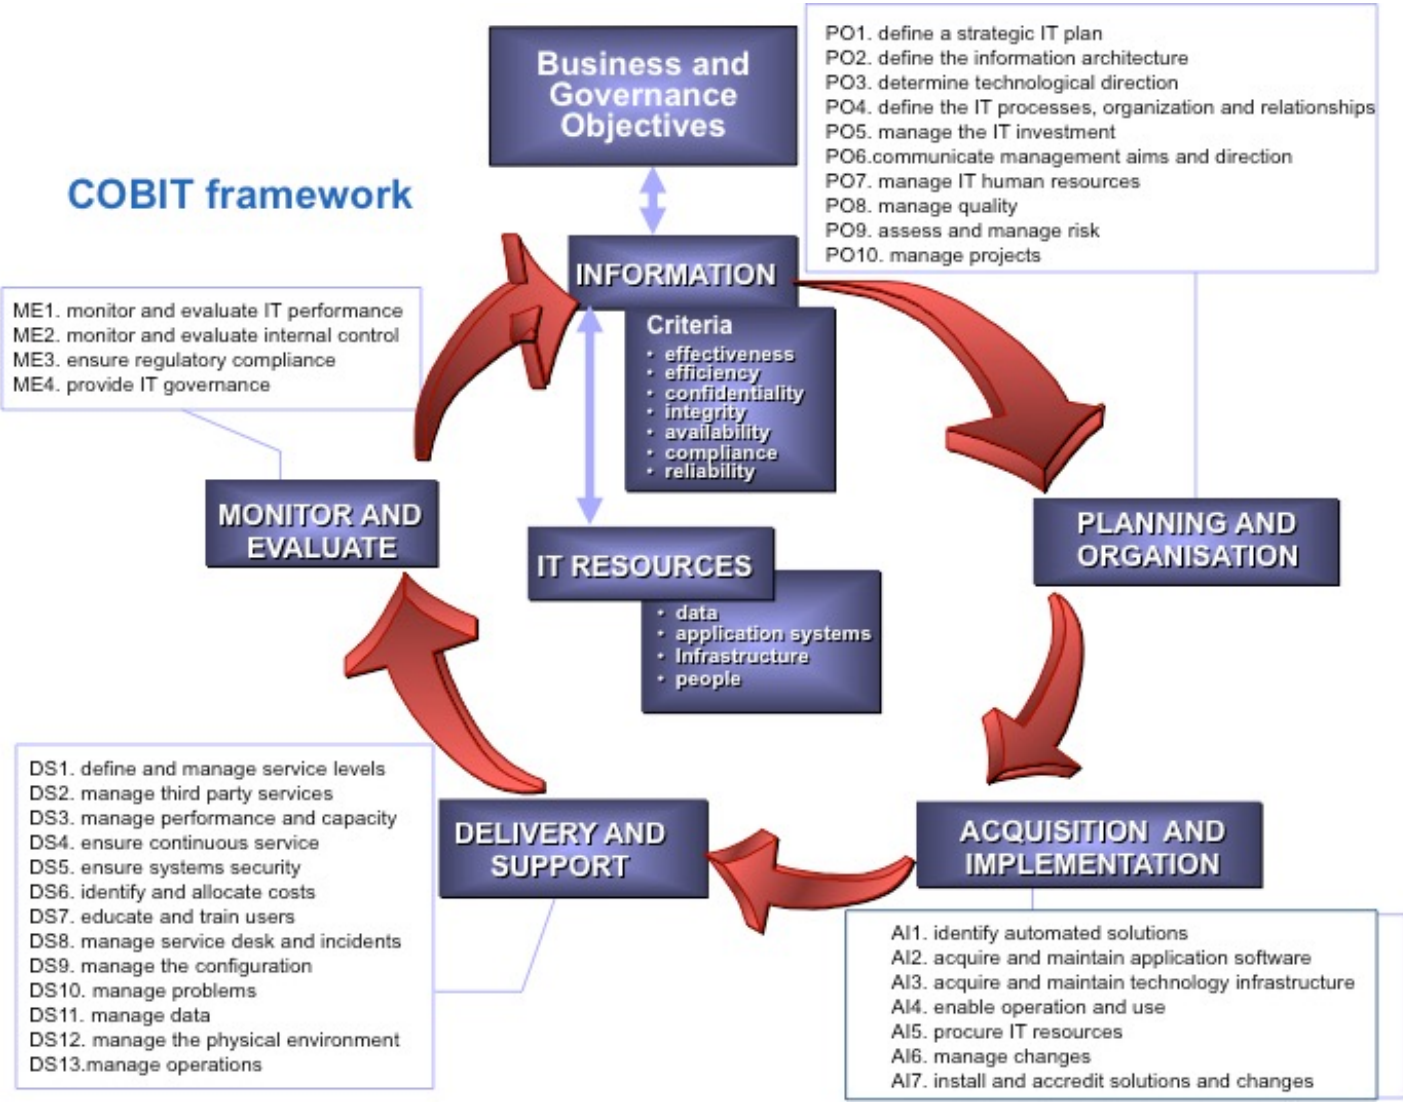 Business and
Governance
Objectives
PO1. define a strategic IT plan
PO2. define the information architecture
PO3. determine technological direction
PO4. define the IT processes, organization and relationships
PO5. manage the IT investment
PO6.communicate management aims and direction
PO7. manage IT human resources
PO8. manage quality
PO9. assess and manage risk
PO10. manage projects
COBIT framework
INFORMATION
Criteria
• effectiveness
• efficiency
• confidentiality
• integrity
• availability
• compliance
• reliability
ME1. monitor and evaluate IT performance
ME2. monitor and evaluate internal control
ME3. ensure regulatory compliance
ME4. provide IT governance
MONITOR AND
EVALUATE
IT RESOURCES
• data
• application systems
• Infrastructure
• people
PLANNING AND
ORGANISATION
DS1. define and manage service levels
DS2. manage third party services
DS3. manage performance and capacity
DS4. ensure continuous service
DS5. ensure systems security
DS6. identify and allocate costs
DS7. educate and train users
DS8. manage service desk and incidents
DS9. manage the configuration
DS10. manage problems
DS11. manage data
DS12. manage the physical environment
DS13.manage operations
DELIVERY AND
SUPPORT
ACQUISITION AND
IMPLEMENTATION
AI1. identify automated solutions
AI2. acquire and maintain application software
AI3. acquire and maintain technology infrastructure
AI4. enable operation and use
AI5. procure IT resources
AI6. manage changes
AI7. install and accredit solutions and changes